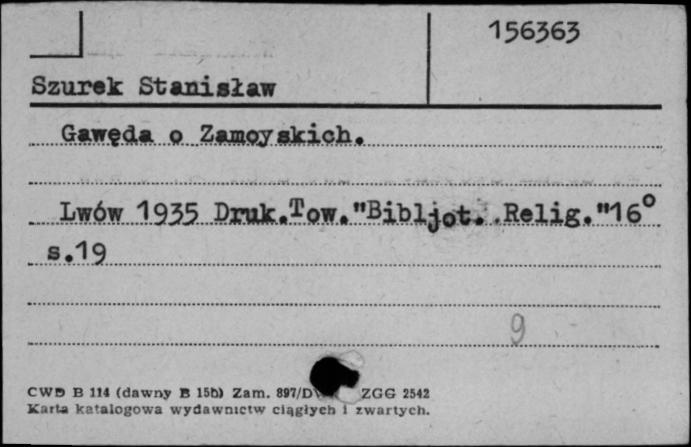 156363
Szurek Stanisław
Gawęda o Zamoyskich.
Lwów 1935 Druk.Tow."Bibljot. Relig."16°
s.19
9
CWD B 114 (dawny B 15b) Zam. 897/D ZGG 2542
Karta katalogowa wydawnictw ciągłych i zwartych.